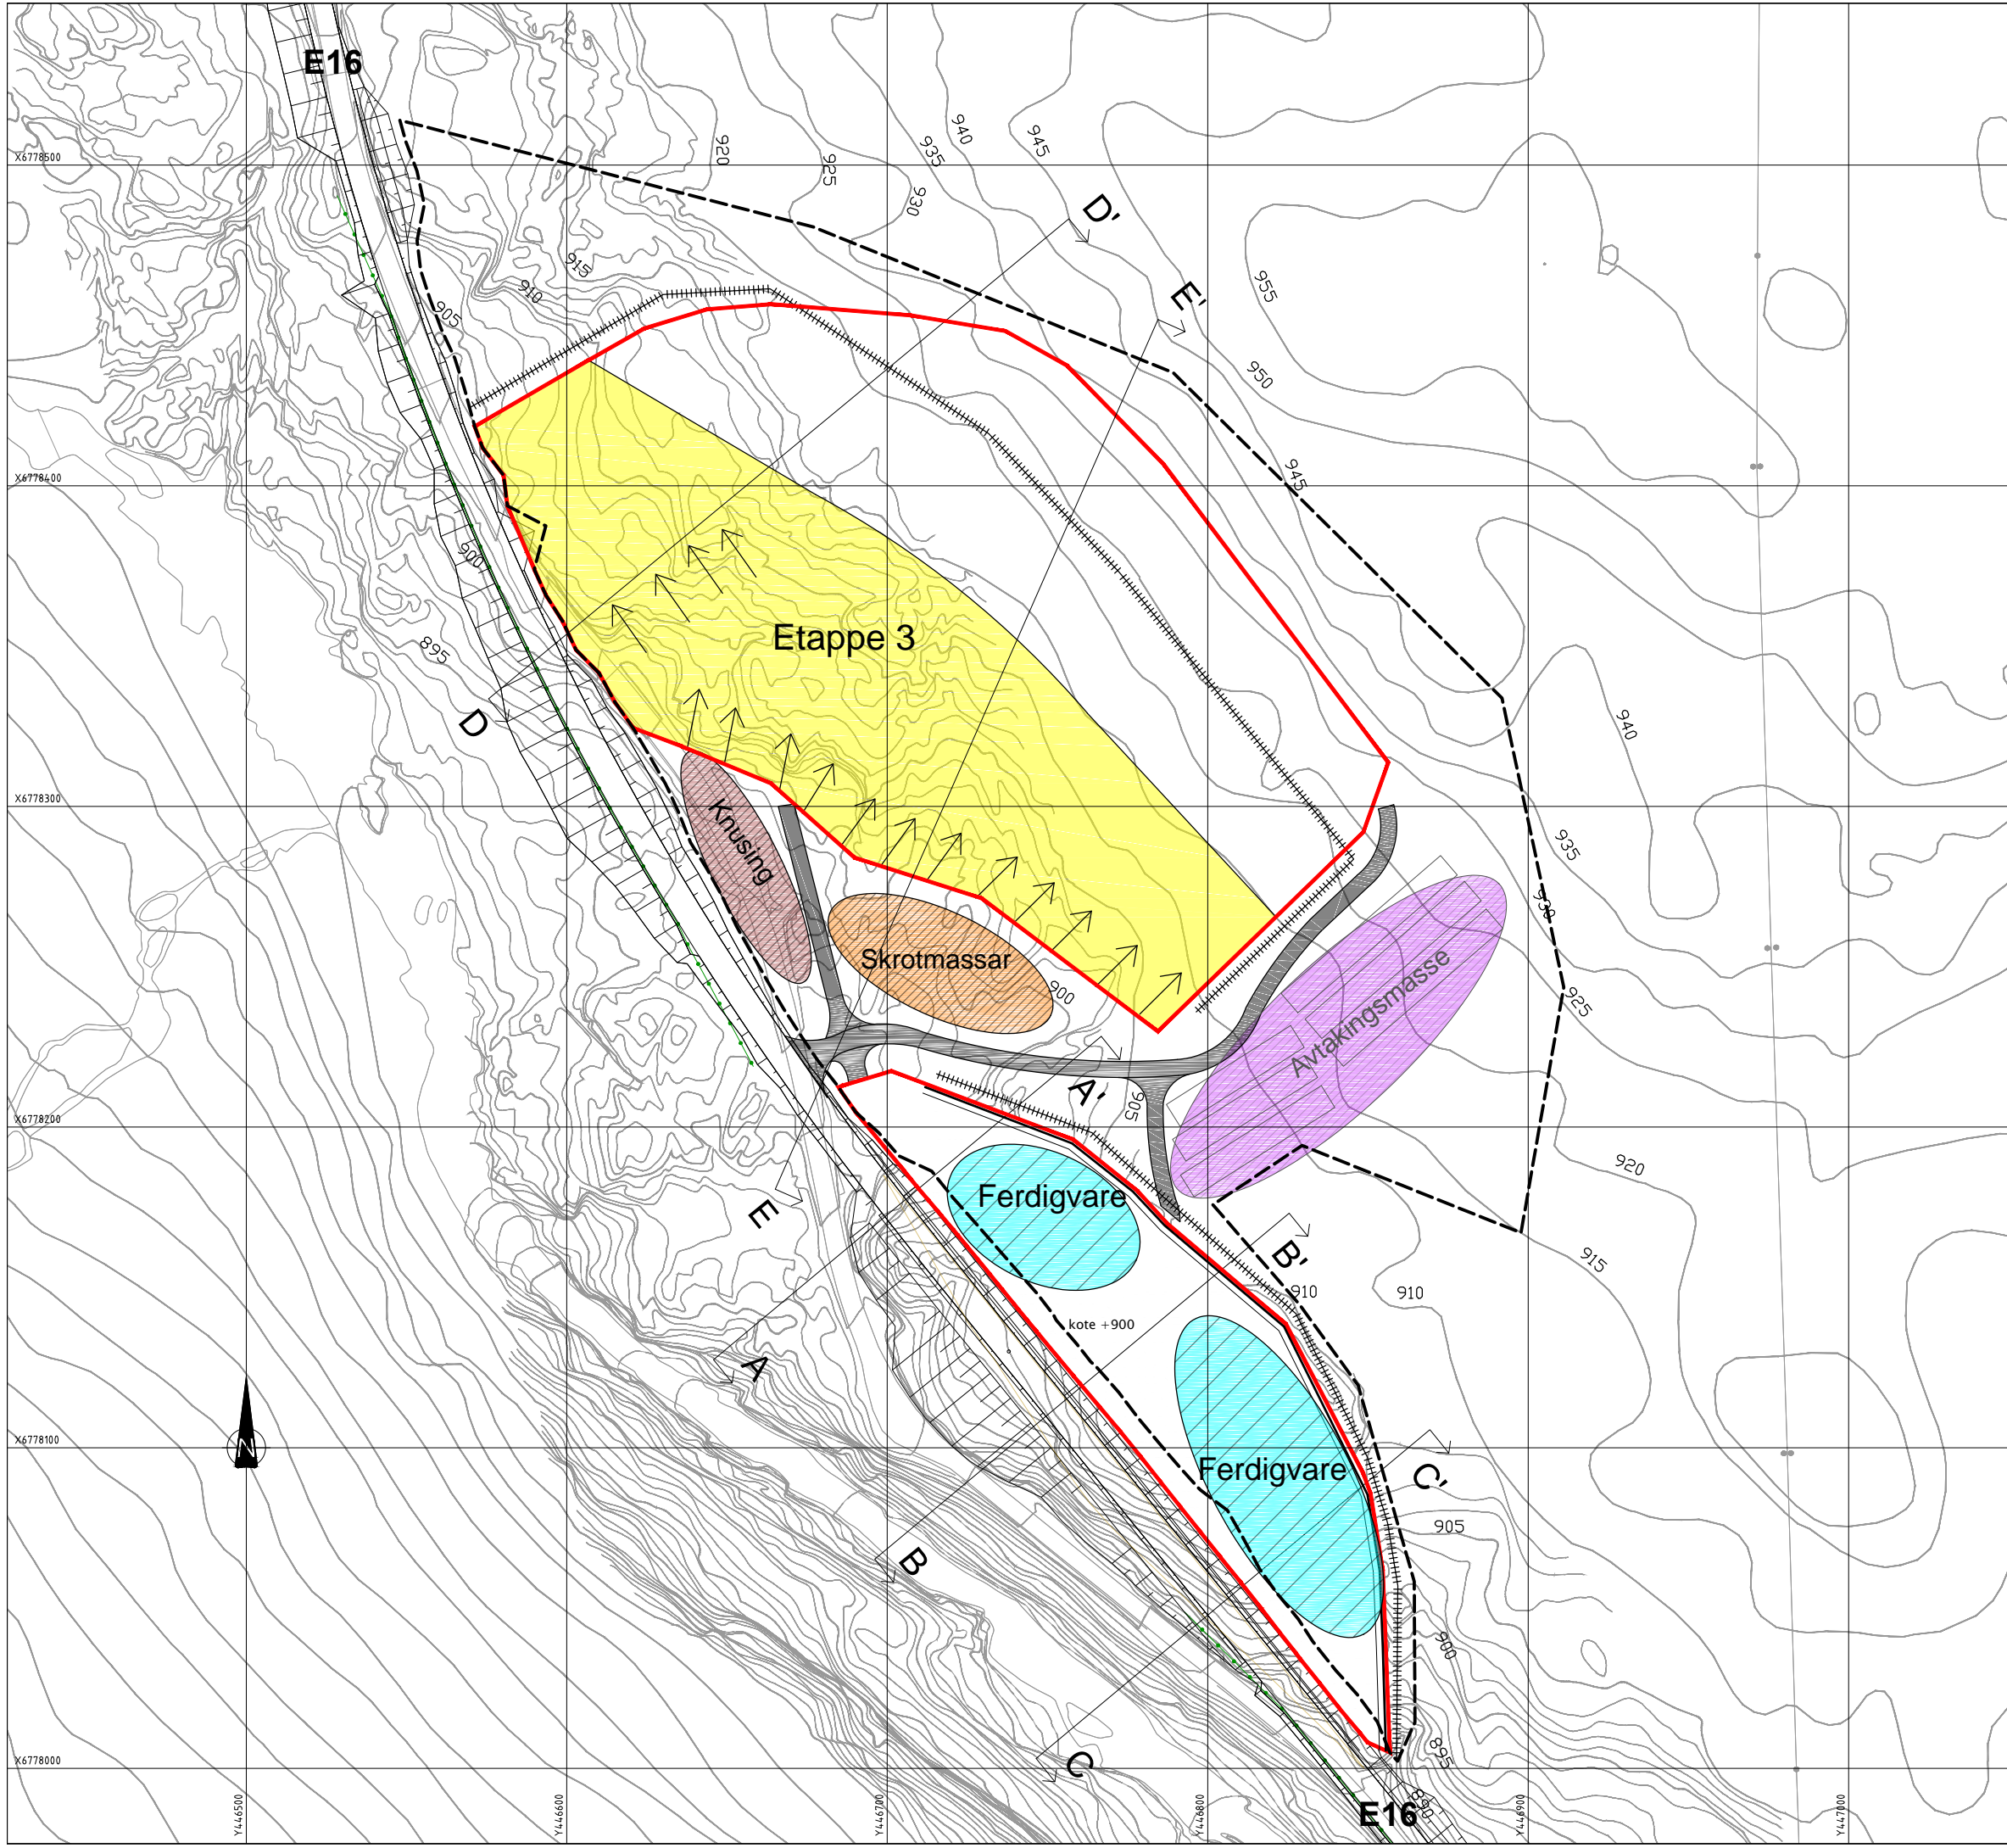 E16
X6778500
920
925
930
935
940
945
D'
E'
955
915
910
905
950
X6778400
945
900
895
Etappe 3
D
940
X6778300
Knusing
935
930
925
Skrotmassar
900
Avtakingsmasse
A'
905
X6778200
920
Ferdigvare
E
915
B'
910
910
kote +900
A
N
X6778100
Ferdigvare
C'
905
B
900
C
895
X6778000
890
E16
Y446500
Y446600
Y446700
Y446800
Y446900
Y447000